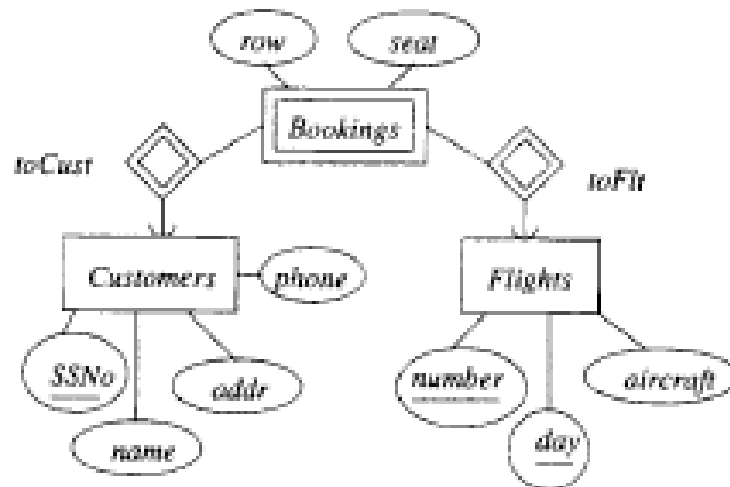 row
seat
Bookings
toCust
toFlt
Customers
phone
Flights
SSNo
addr
number
aircraft
name
day